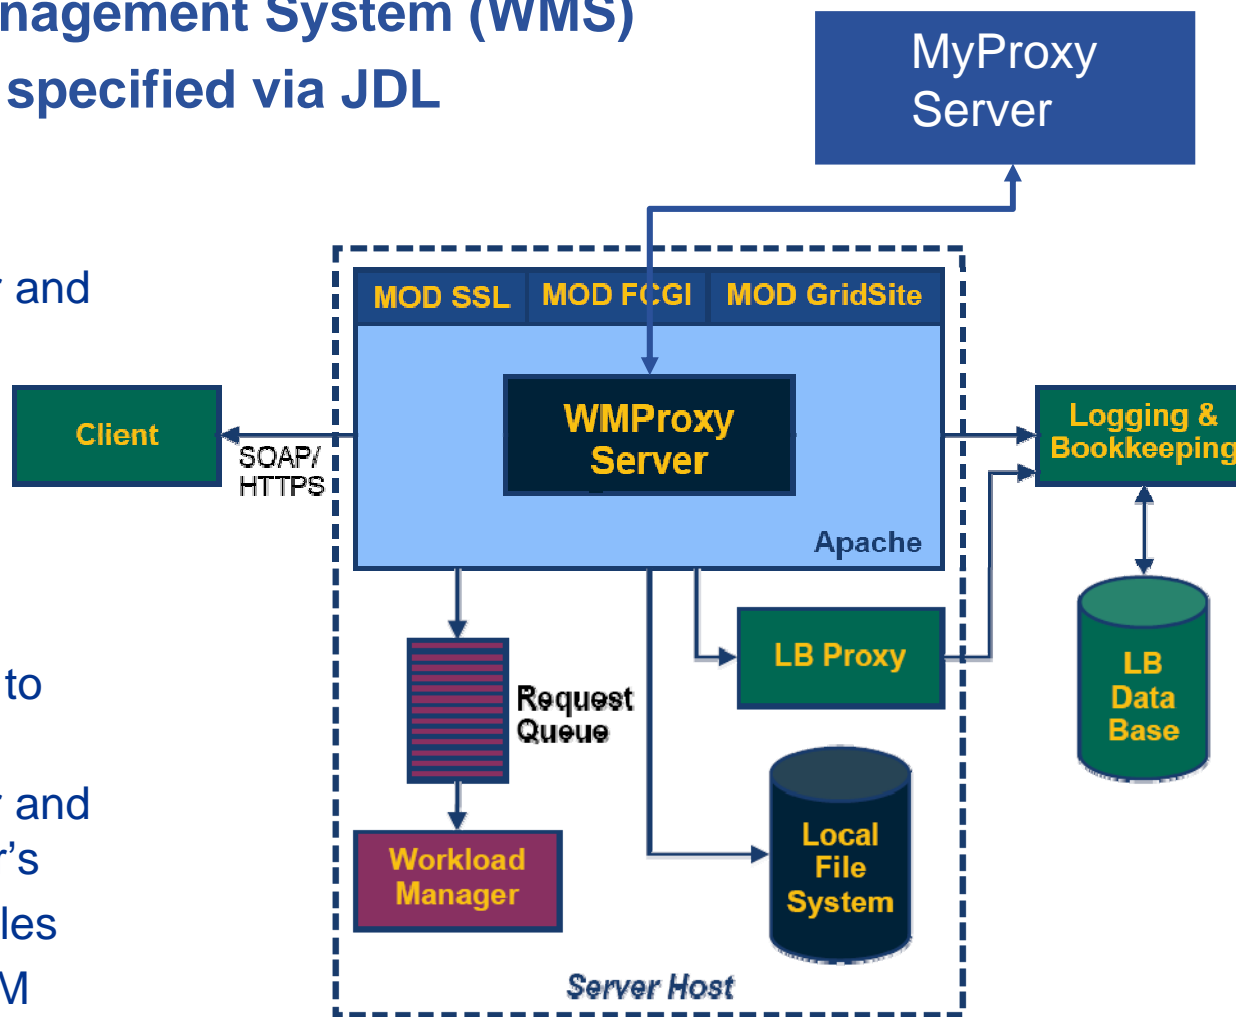 nagement System (WMS)
specified via JDL
MyProxy
Server
r and
MOD SSL
MOD FCGI
MOD GridSite
Client
SOAP/
HTTPS
WMProxy
Server
Apache
Logging &
Bookkeeping
to
r and
r's
les
M
Request
Queue
LB Proxy
LB
Data
Base
Workload
Manager
Local
File
System
Server Host